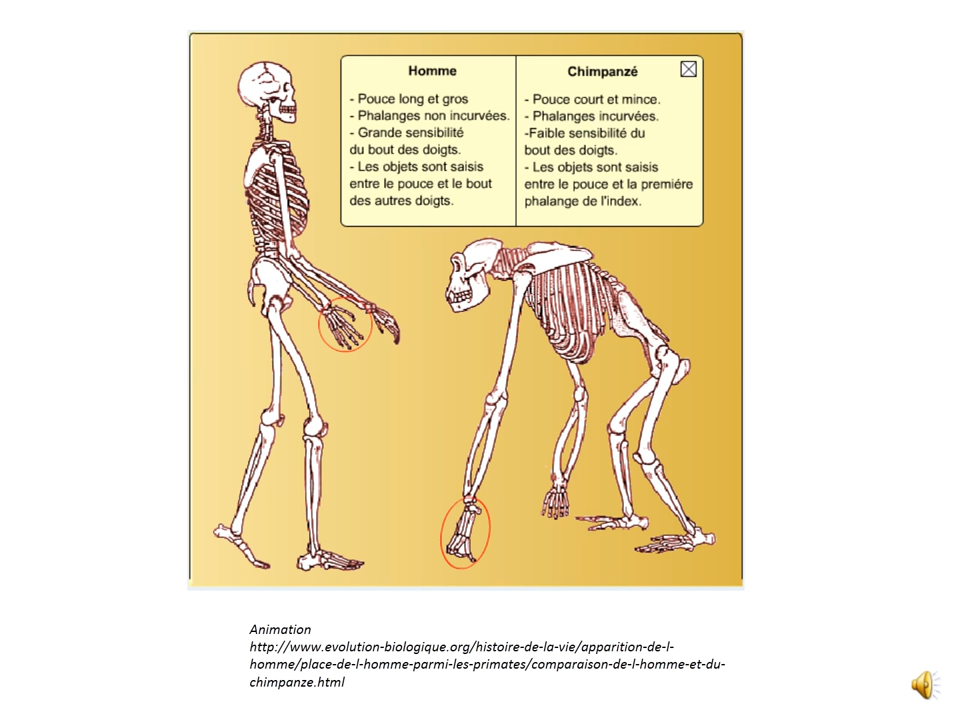 Homme
- Pouce long et gros
- Phalanges non incurvées.
- Grande sensibilité
du bout des doigts.
- Les objets sont saisis
entre le pouce et le bout
des autres doigts.
Chimpanzé
- Pouce court et mince.
- Phalanges incurvées.
-Faible sensibilité du
bout des doigts.
- Les objets sont saisis
entre le pouce et la premiére
phalange de l'index.
Animation
http://www.evolution-biologique.org/histoire-de-la-vie/apparition-de-l-
homme/place-de-l-homme-parmi-les-primates/comparaison-de-l-homme-et-du-
chimpanze.html